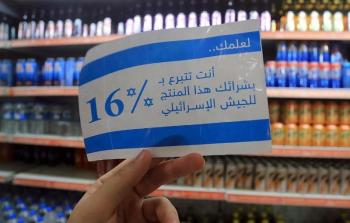 لعلمك..
أنت تتبرع بـ
16%
بشرائك هذا المنتج
للجيش الإسرائيلي